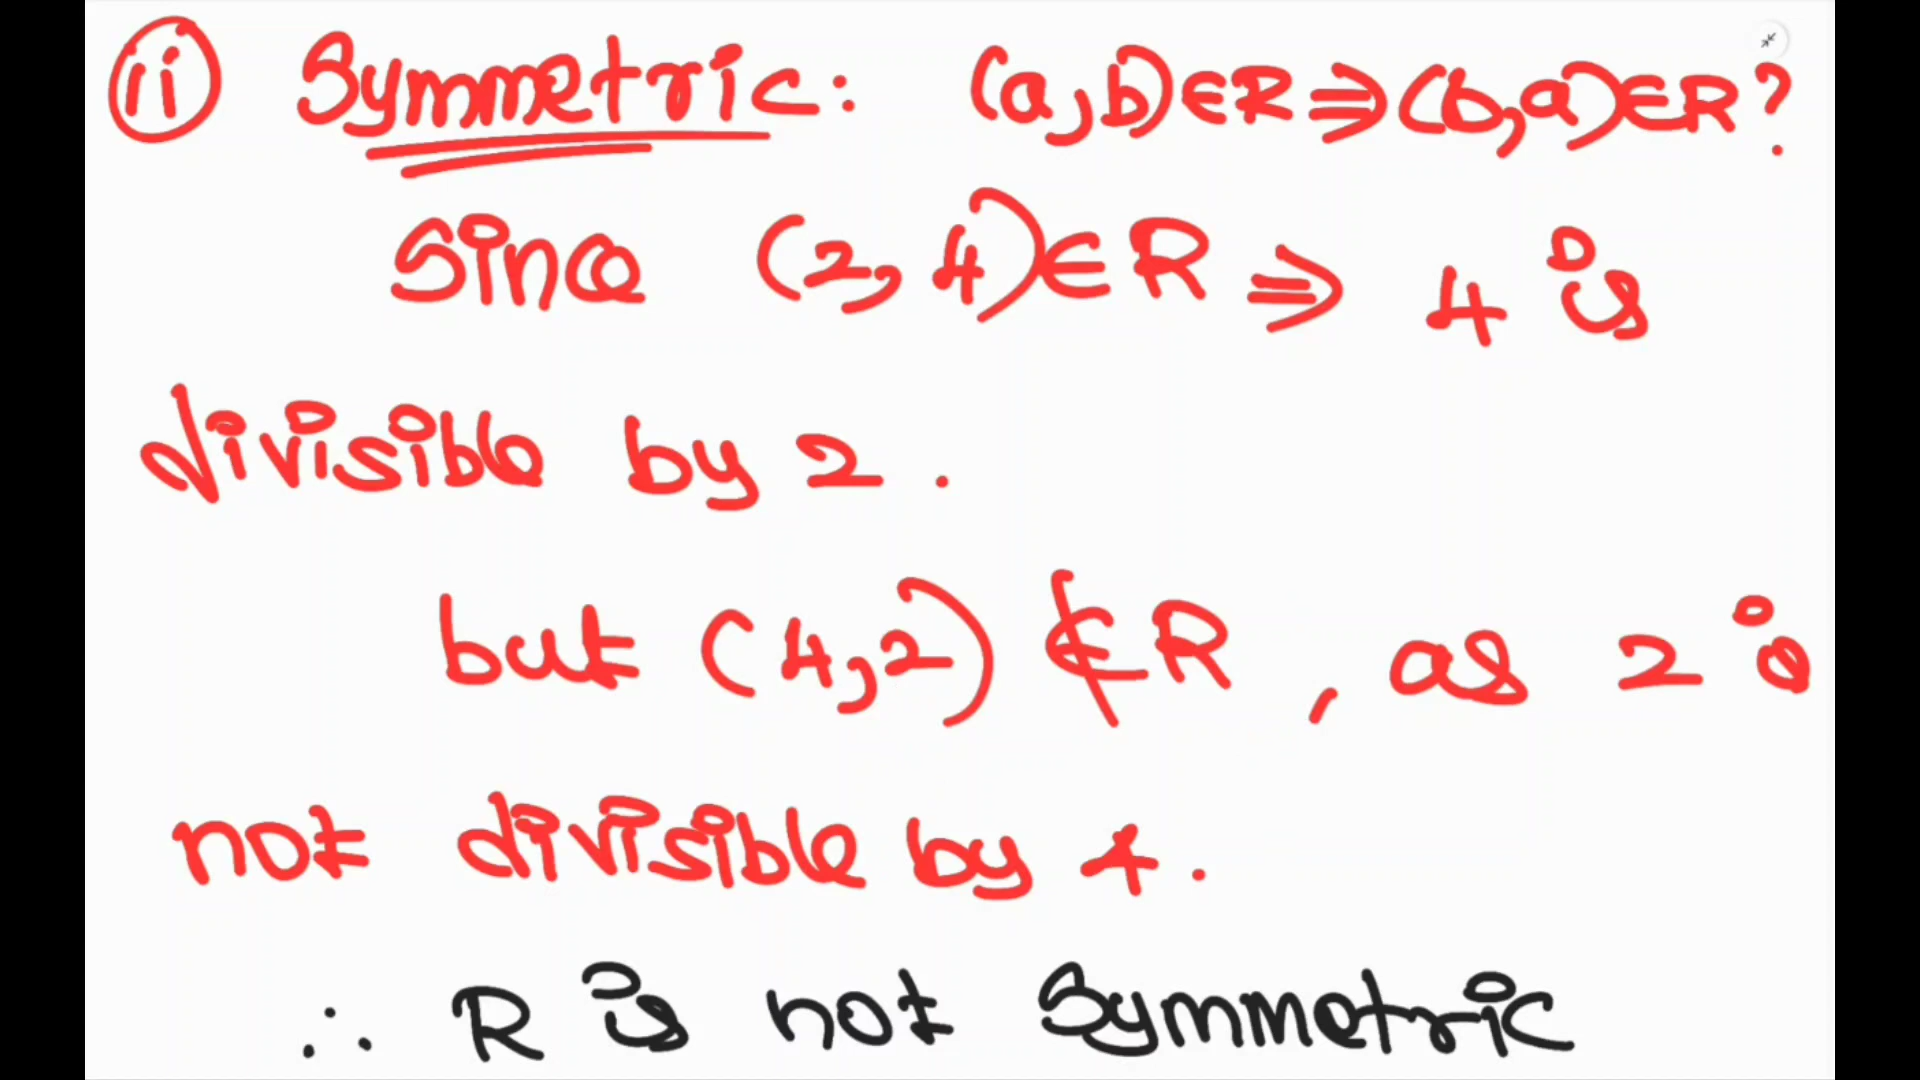 (ii) Symmetric: (a,b)∈R⇒(b,a)∈R?
Since (2,4)∈R ⇒ 4 is
divisible by 2.
but (4,2)∉R, as 2 is
not divisible by 4.
∴ R is not Symmetric